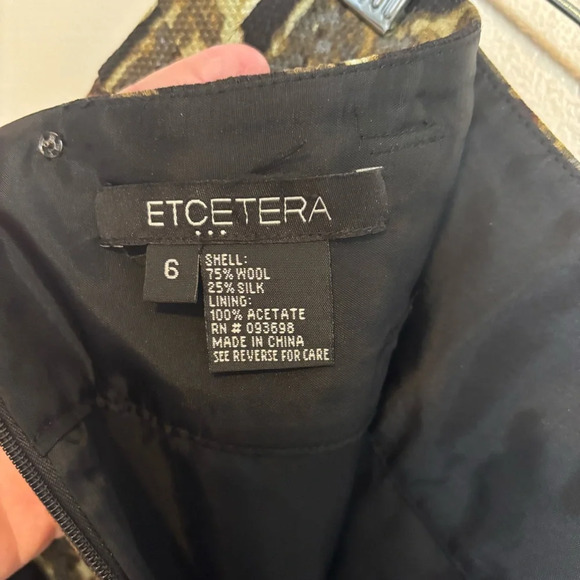 ETCETERA
6
SHELL:
75% WOOL
25% SILK
LINING:
100% ACETATE
RN # 093698
MADE IN CHINA
SEE REVERSE FOR CARE